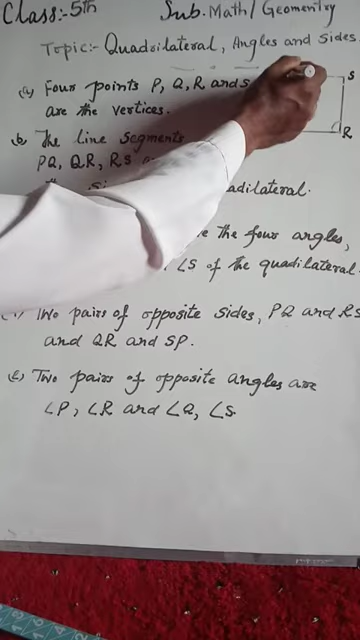 Class:- 5th Sub. Math/Geomentry
Topic:- Quadrilateral, Angles and Sides.
(a) Four points P, Q, R and S
are the vertices.
S
R
(b) The line segments
PQ, QR, RS
adilateral.
the four angles,
∠S of the quadrilateral.
Two pairs of opposite sides, PQ and RS
and QR and SP.
(e) Two pairs of opposite angles are
∠P, ∠R and ∠Q, ∠S.